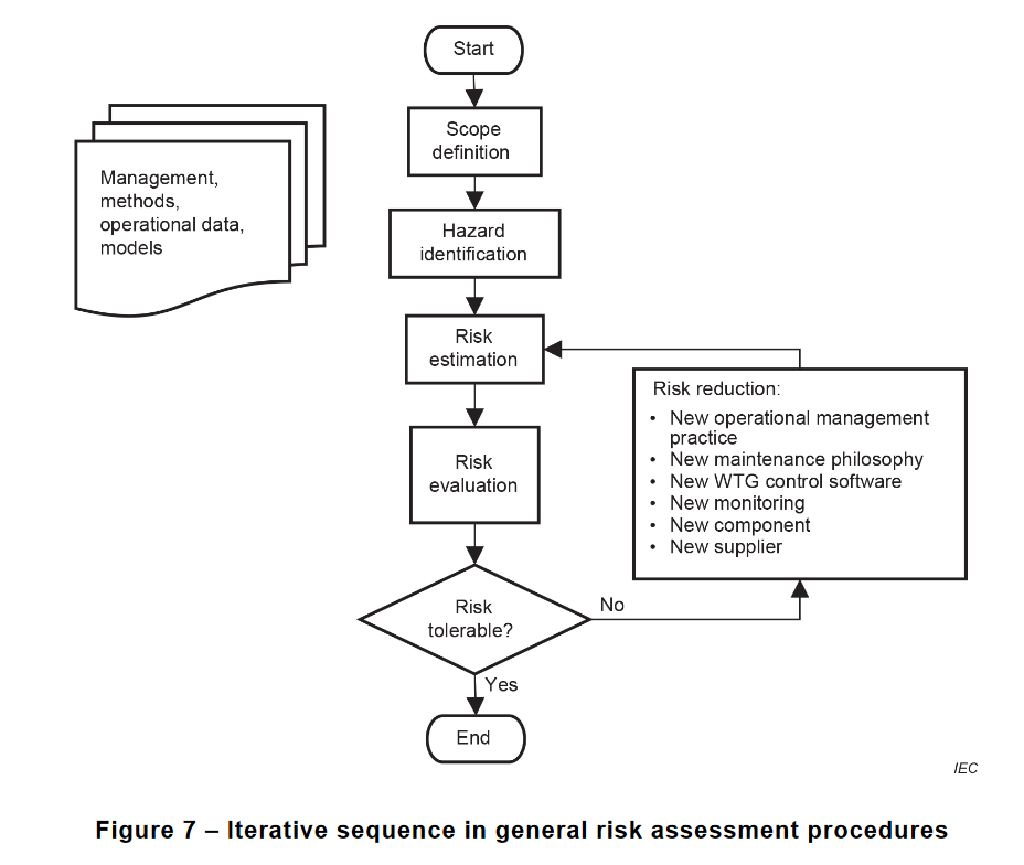 Start
Scope
definition
Management,
methods,
operational data,
models
Hazard
identification
Risk
estimation
Risk reduction:
• New operational management
practice
• New maintenance philosophy
• New WTG control software
• New monitoring
• New component
• New supplier
Risk
evaluation
Risk
tolerable?
No
Yes
End
IEC
Figure 7 – Iterative sequence in general risk assessment procedures